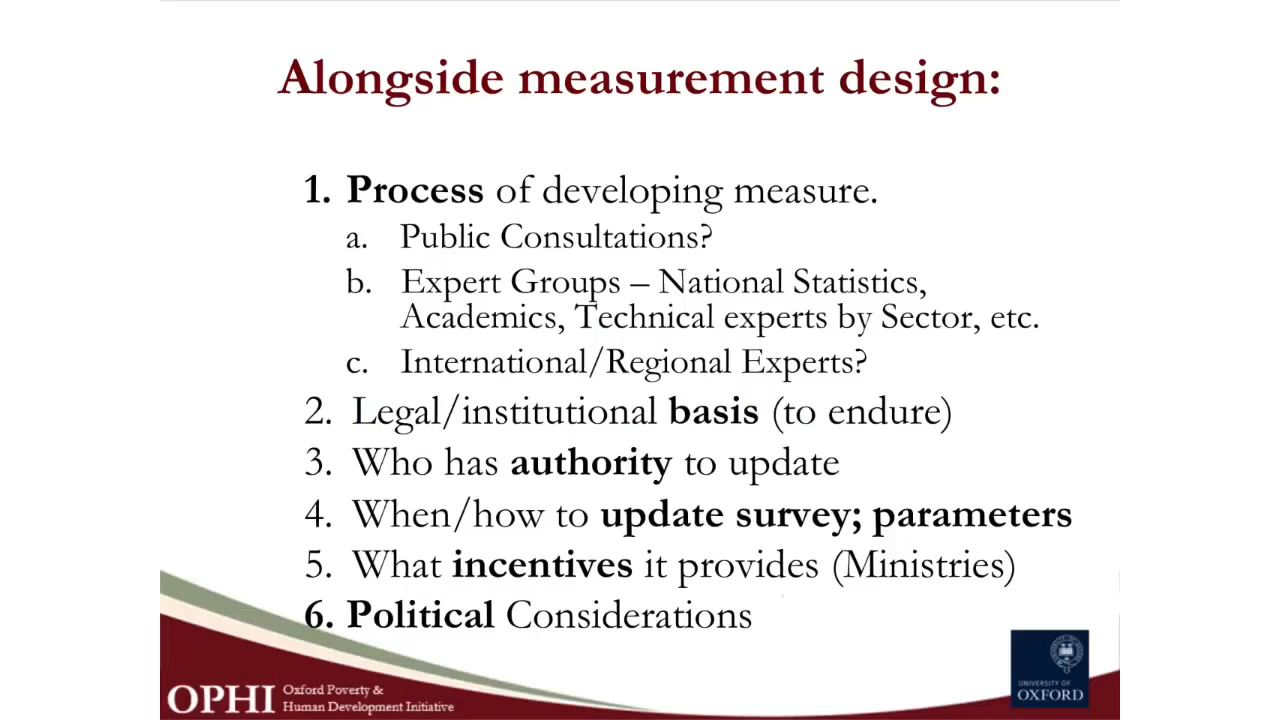 Alongside measurement design:
1. Process of developing measure.
a. Public Consultations?
b. Expert Groups – National Statistics,
Academics, Technical experts by Sector, etc.
c. International/Regional Experts?
2. Legal/institutional basis (to endure)
3. Who has authority to update
4. When/how to update survey; parameters
5. What incentives it provides (Ministries)
6. Political Considerations
OPHI
Oxford Poverty &
Human Development Initiative
UNIVERSITY OF
OXFORD